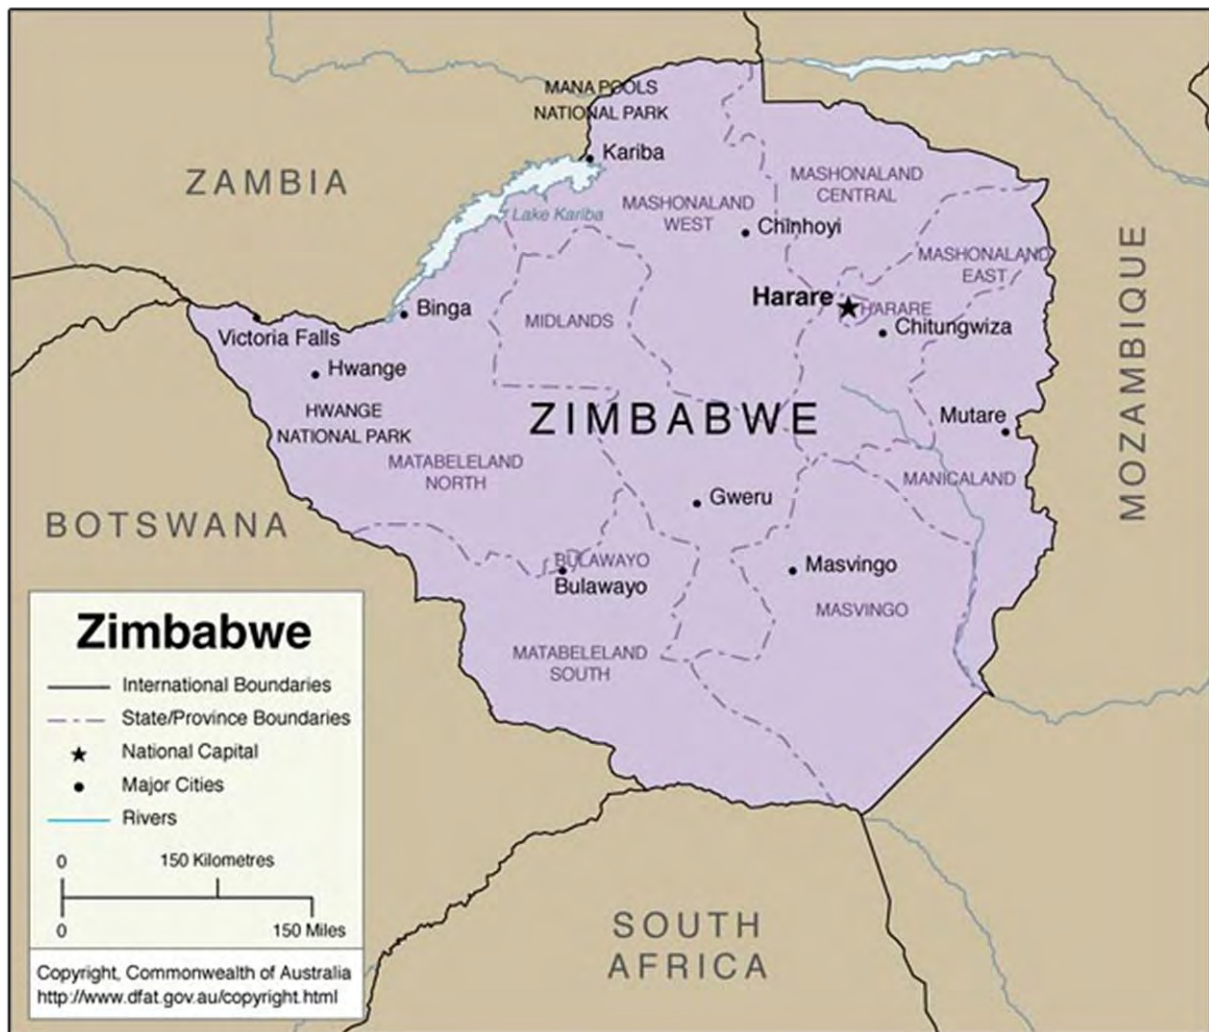 MANA POOLS
NATIONAL PARK
Kariba
ZAMBIA
MASHONALAND
CENTRAL
MASHONALAND
WEST
Lake Kariba
Chinhoyi
MASHONALAND
EAST
MOZAMBIQUE
Harare
HARARE
Binga
MIDLANDS
Chitungwiza
Victoria Falls
Hwange
HWANGE
NATIONAL PARK
ZIMBABWE
Mutare
MATABELELAND
NORTH
MANICALAND
Gweru
BOTSWANA
BULAWAYO
Bulawayo
Masvingo
MASVINGO
MATABELELAND
SOUTH
SOUTH
AFRICA
Zimbabwe
International Boundaries
State/Province Boundaries
National Capital
Major Cities
Rivers
0 150 Kilometres
0 150 Miles
Copyright, Commonwealth of Australia
http://www.dfat.gov.au/copyright.html